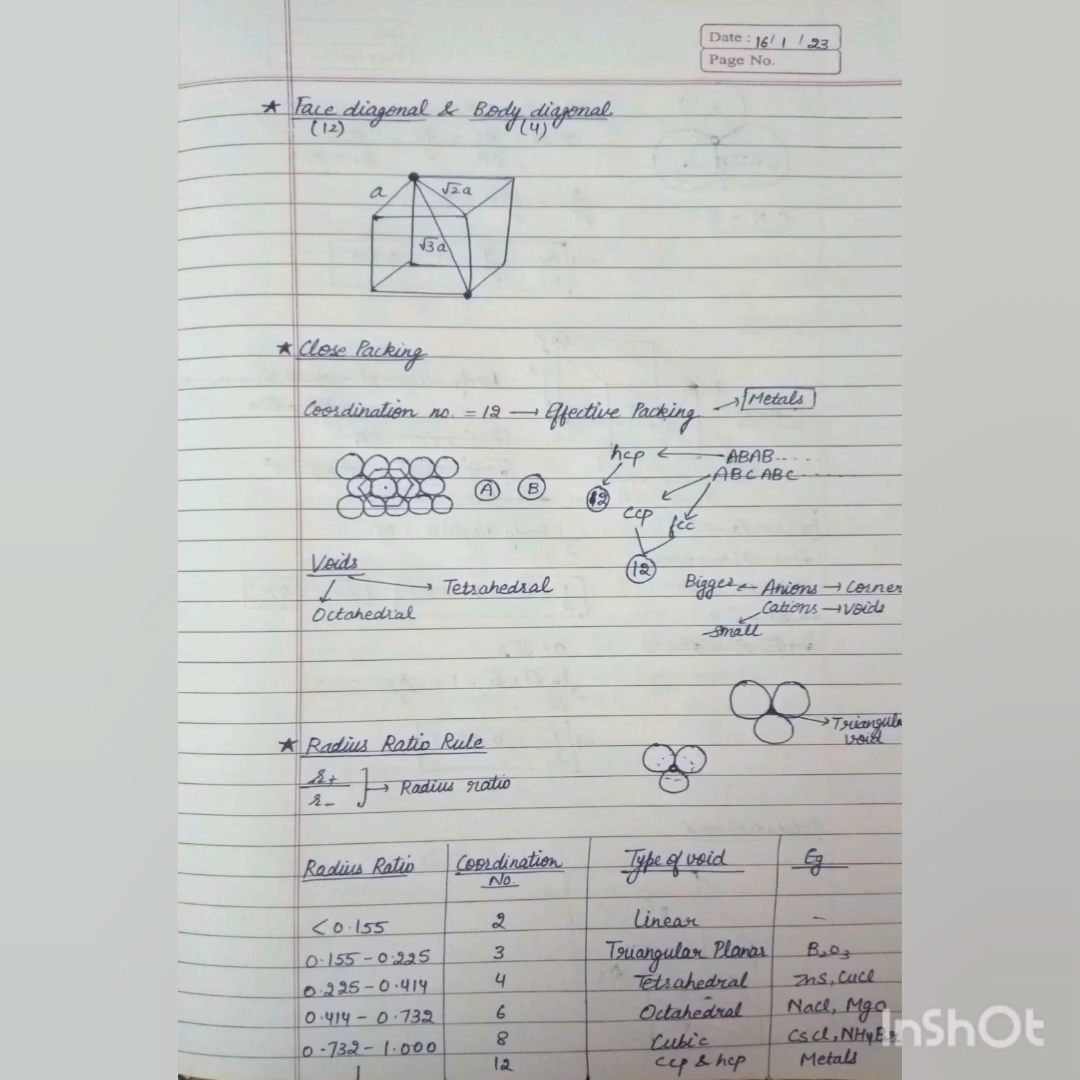 Date : 16 / 1 / 23
Page No.
★ Face diagonal & Body diagonal
(12) (4)
a √2a
√3a
★ Close Packing
Coordination no. = 12 → Effective Packing → Metals
hcp ← ABAB.....
ABCABC.....
A B 12
ccp fcc
12
Voids
→ Tetrahedral
Octahedral
Bigger ← Anions → Corner
Cations → Voids
small
→ Triangula
void
★ Radius Ratio Rule
r+
r- → Radius ratio
Radius Ratio Coordination No. Type of void Eg
< 0.155 2 Linear -
0.155 - 0.225 3 Triangular Planar B2O3
0.225 - 0.414 4 Tetrahedral ZnS, CuCl
0.414 - 0.732 6 Octahedral NaCl, MgO
0.732 - 1.000 8 Cubic CsCl, NH4B
1 12 ccp & hcp Metals
InShOt